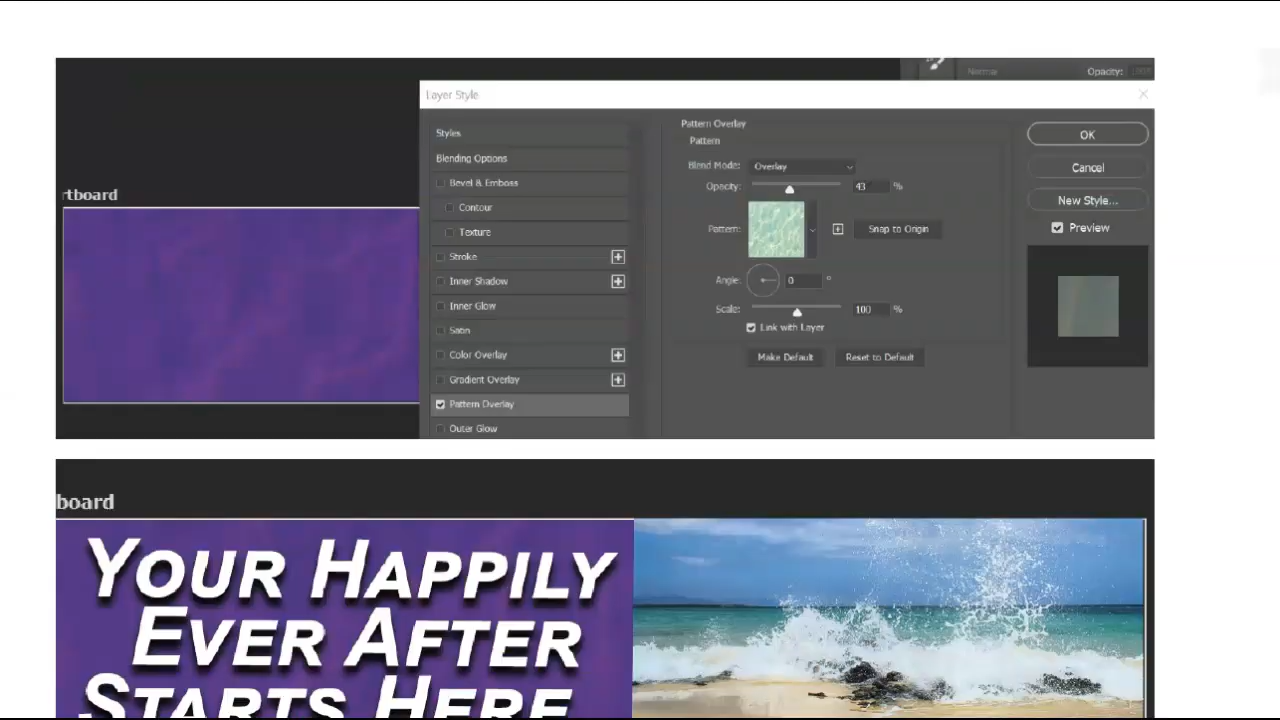 Normal Opacity: 100%
Layer Style
Styles
Blending Options
Bevel & Emboss
Contour
Texture
Stroke
Inner Shadow
Inner Glow
Satin
Color Overlay
Gradient Overlay
Pattern Overlay
Outer Glow
Pattern Overlay
Pattern
Blend Mode: Overlay
Opacity: 43 %
Pattern: Snap to Origin
Angle: 0 °
Scale: 100 %
Link with Layer
Make Default Reset to Default
OK
Cancel
New Style...
Preview
rtboard
board
YOUR HAPPILY
EVER AFTER
STARTS HERE